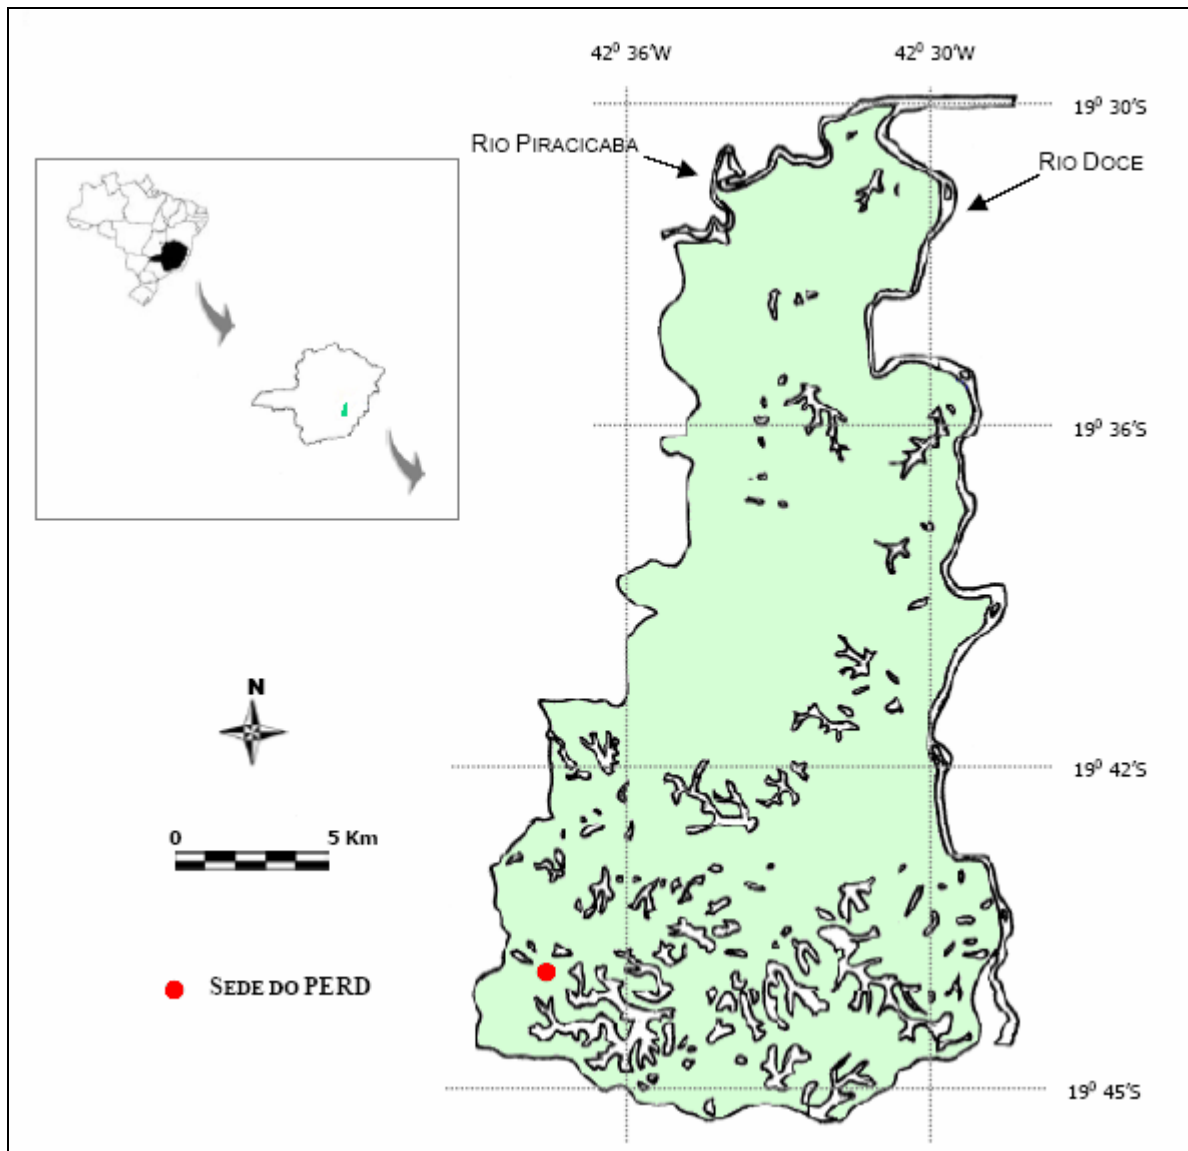 42⁰ 36′W
42⁰ 30′W
19⁰ 30′S
RIO PIRACICABA
RIO DOCE
19⁰ 36′S
N
19⁰ 42′S
0 5 Km
SEDE DO PERD
19⁰ 45′S